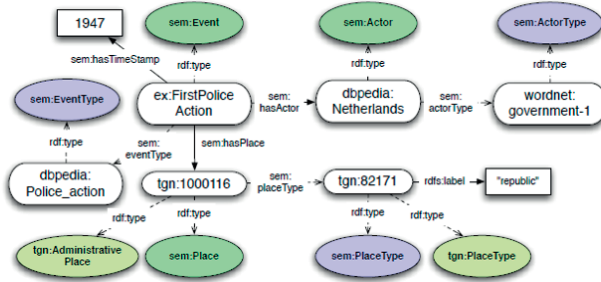 1947
sem:Event
sem:Actor
sem:ActorType
sem:hasTimeStamp
rdf:type
rdf:type
rdf:type
sem:EventType
ex:FirstPolice
Action
sem:
hasActor
dbpedia:
Netherlands
sem:
actorType
wordnet:
government-1
rdf:type
sem:
eventType
sem:hasPlace
dbpedia:
Police_action
tgn:1000116
sem:
placeType
tgn:82171
rdfs:label
"republic"
rdf:type
rdf:type
rdf:type
rdf:type
tgn:Administrative
Place
sem:Place
sem:PlaceType
tgn:PlaceType